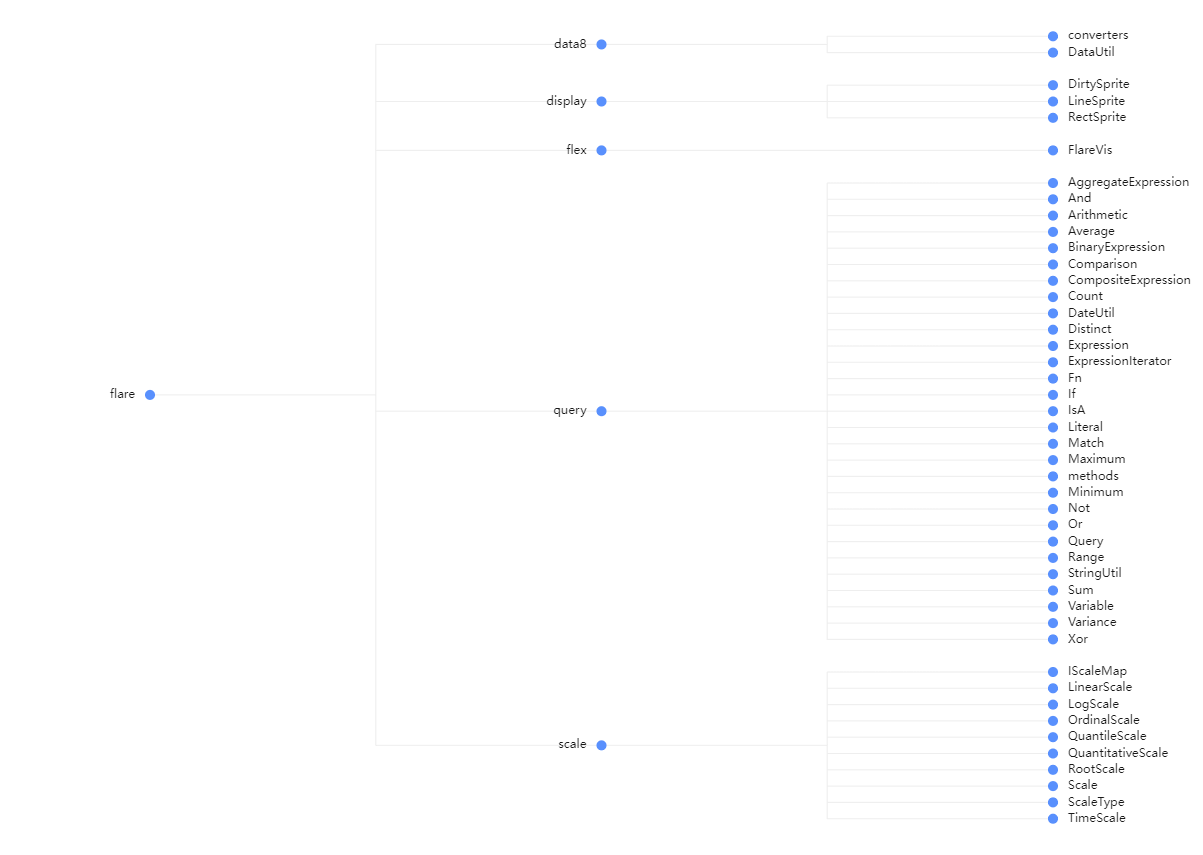 flare
data8
converters
DataUtil
display
DirtySprite
LineSprite
RectSprite
flex
FlareVis
query
AggregateExpression
And
Arithmetic
Average
BinaryExpression
Comparison
CompositeExpression
Count
DateUtil
Distinct
Expression
ExpressionIterator
Fn
If
IsA
Literal
Match
Maximum
methods
Minimum
Not
Or
Query
Range
StringUtil
Sum
Variable
Variance
Xor
scale
IScaleMap
LinearScale
LogScale
OrdinalScale
QuantileScale
QuantitativeScale
RootScale
Scale
ScaleType
TimeScale